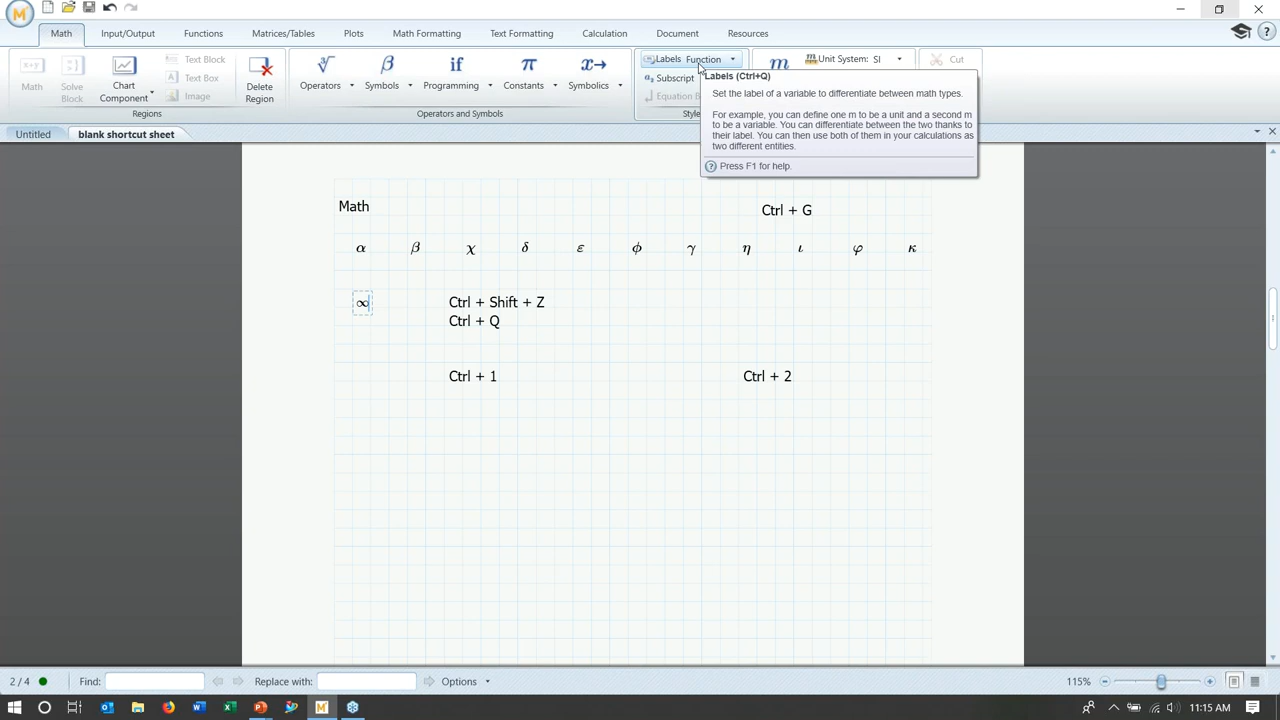 Math
Input/Output
Functions
Matrices/Tables
Plots
Math Formatting
Text Formatting
Calculation
Document
Resources
Math
Solve Block
Chart Component
Text Block
Text Box
Image
Delete Region
Regions
Operators
Symbols
Programming
Constants
Symbolics
Operators and Symbols
Labels Function
Subscript
Equation B
Style
Unit System: SI
Cut
Labels (Ctrl+Q)
Set the label of a variable to differentiate between math types.
For example, you can define one m to be a unit and a second m
to be a variable. You can differentiate between the two thanks to
their label. You can then use both of them in your calculations as
two different entities.
Press F1 for help.
Untitled
blank shortcut sheet
Math
Ctrl + G
α β χ δ ε ϕ γ η ι φ κ
∞
Ctrl + Shift + Z
Ctrl + Q
Ctrl + 1
Ctrl + 2
2 / 4
Find:
Replace with:
Options
115%
11:15 AM